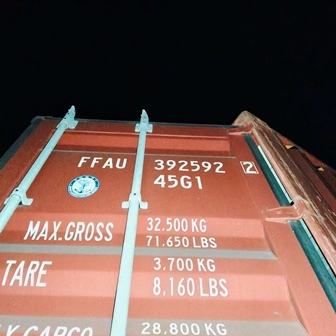 FFAU 392592 2
45G1
MAX.GROSS 32.500 KG
71.650 LBS
TARE 3.700 KG
8.160 LBS
CARGO 28.800 KG